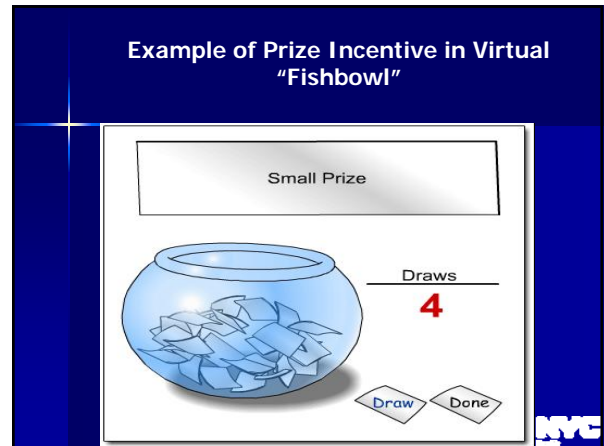 Example of Prize Incentive in Virtual
“Fishbowl”
Small Prize
Draws
4
Draw
Done
NYC